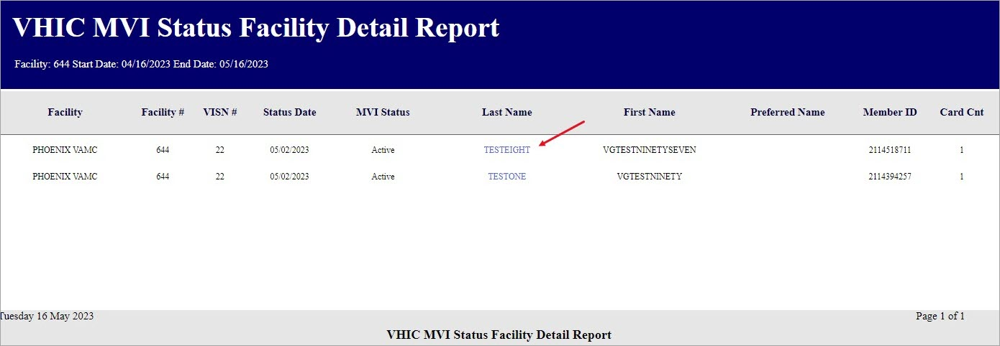 VHIC MVI Status Facility Detail Report
Facility: 644 Start Date: 04/16/2023 End Date: 05/16/2023
Facility Facility # VISN # Status Date MVI Status Last Name First Name Preferred Name Member ID Card Cnt
PHOENIX VAMC 644 22 05/02/2023 Active TESTEIGHT VGTESTNINETYSEVEN 2114518711 1
PHOENIX VAMC 644 22 05/02/2023 Active TESTONE VGTESTNINETY 2114394257 1
Tuesday 16 May 2023 Page 1 of 1
VHIC MVI Status Facility Detail Report